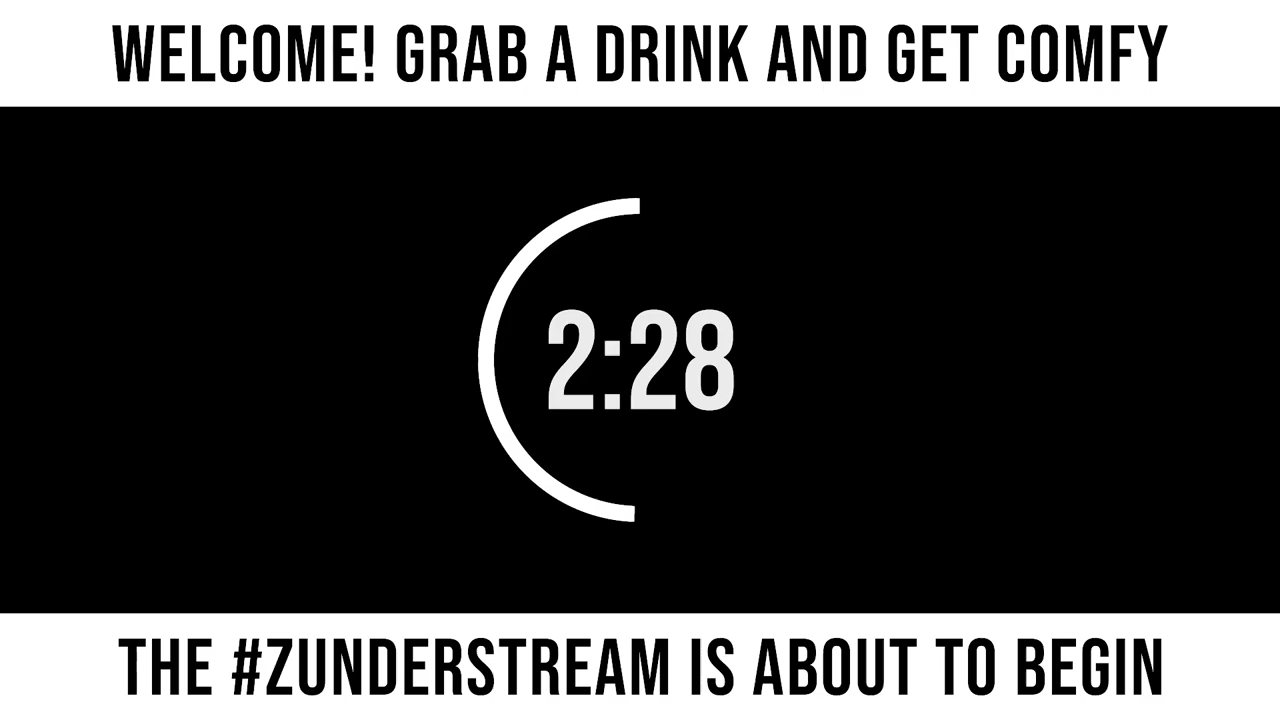 WELCOME! GRAB A DRINK AND GET COMFY
2:28
THE #ZUNDERSTREAM IS ABOUT TO BEGIN